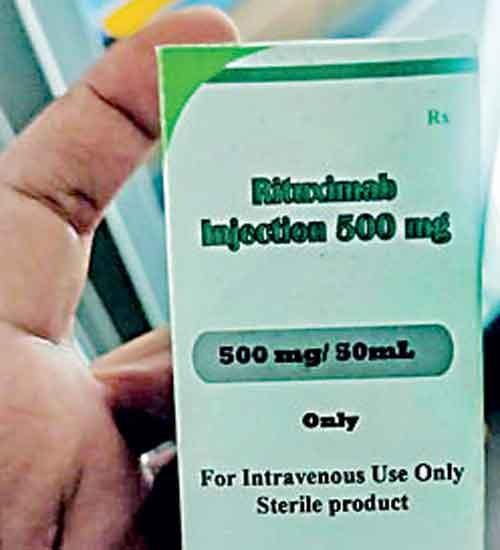 Rx
Rituximab
Injection 500 mg
500 mg/ 50mL
Only
For Intravenous Use Only
Sterile product